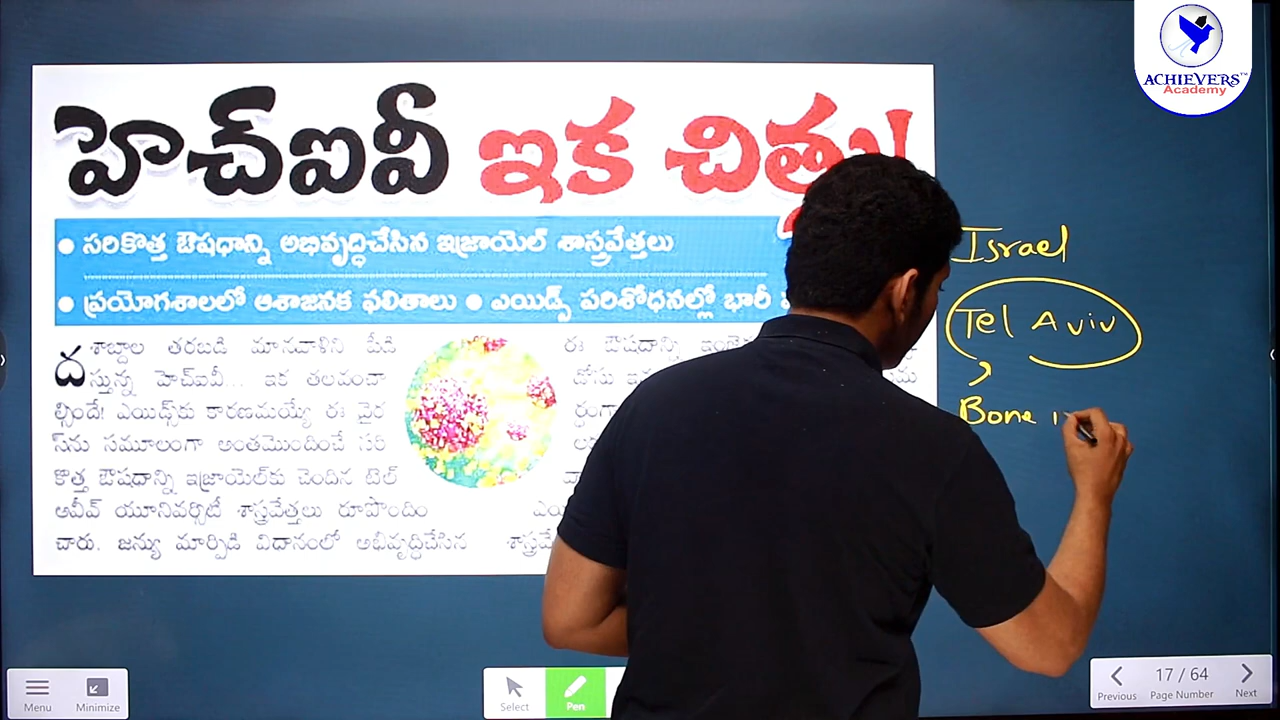 ACHIEVERS™
Academy
హెచ్ఐవీ ఇక చిత్తు!
• సరికొత్త ఔషధాన్ని అభివృద్ధిచేసిన ఇజ్రాయెల్ శాస్త్రవేత్తలు
• ప్రయోగశాలలో ఆశాజనక ఫలితాలు • ఎయిడ్స్ పరిశోధనల్లో భారీ
దశాబ్దాల తరబడి మానవాళిని పీడి
స్తున్న హెచ్ఐవీ... ఇక తలవంచా
ల్సిందే! ఎయిడ్స్‌కు కారణమయ్యే ఈ వైర
స్‌ను సమూలంగా అంతమొందించే సరి
కొత్త ఔషధాన్ని ఇజ్రాయెల్‌కు చెందిన టెల్
అవీవ్ యూనివర్సిటీ శాస్త్రవేత్తలు రూపొందిం
చారు. జన్యు మార్పిడి విధానంలో అభివృద్ధిచేసిన
ఈ ఔషధాన్ని
Israel
Tel Aviv
Bone
Menu
Minimize
Select
Pen
Previous
17 / 64
Page Number
Next